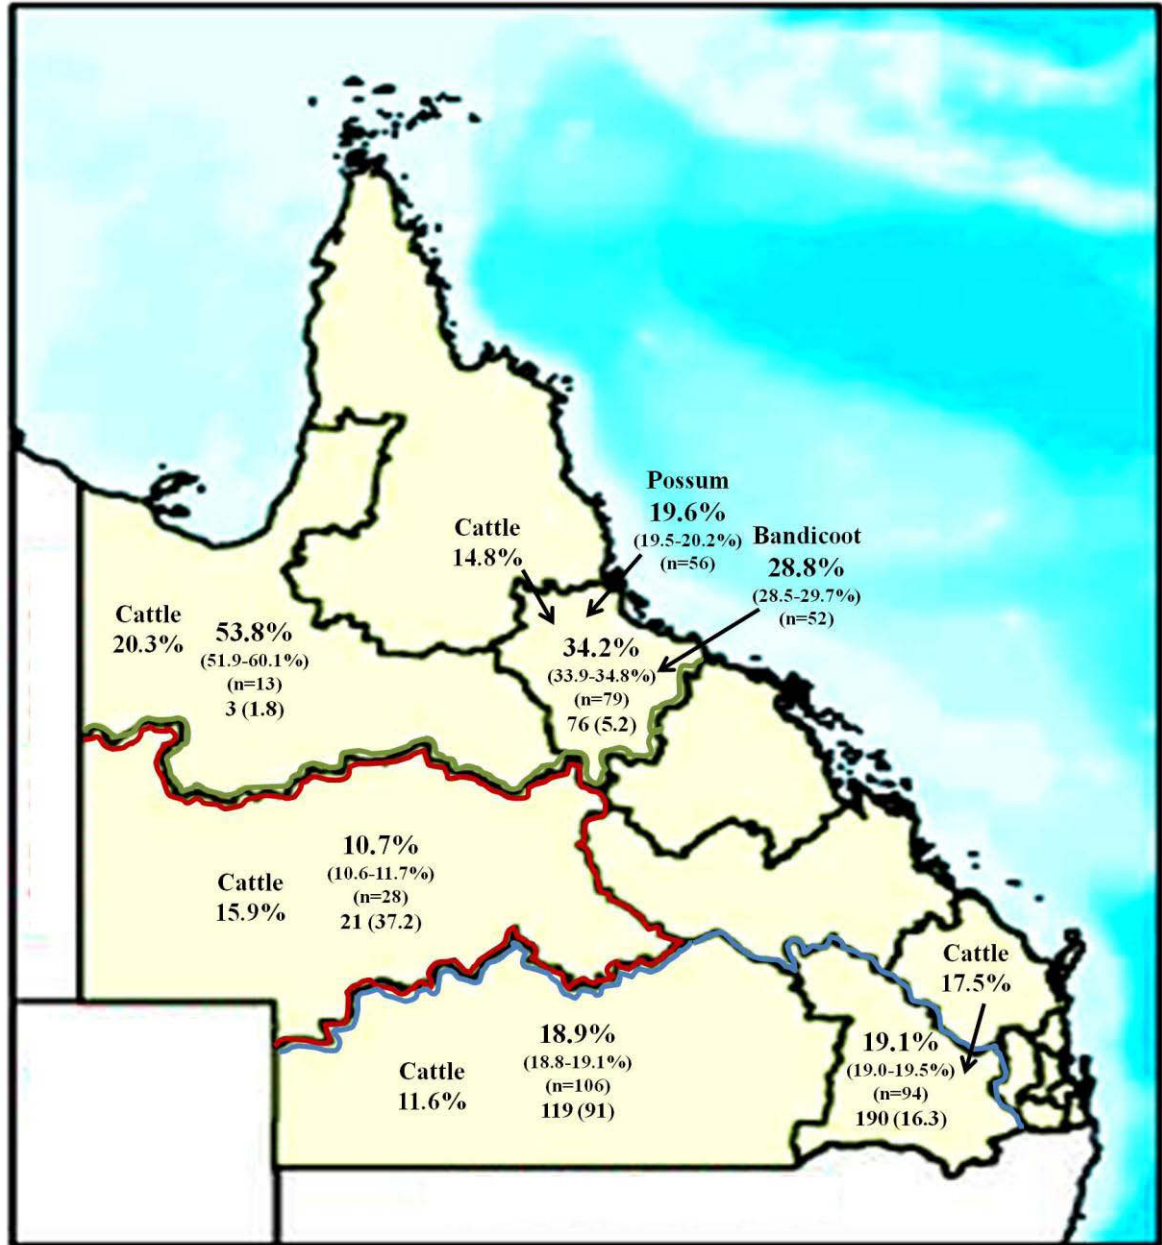 Possum
19.6%
(19.5-20.2%)
(n=56)
Cattle
14.8%
Bandicoot
28.8%
(28.5-29.7%)
(n=52)
Cattle
20.3%
53.8%
(51.9-60.1%)
(n=13)
3 (1.8)
34.2%
(33.9-34.8%)
(n=79)
76 (5.2)
10.7%
(10.6-11.7%)
(n=28)
21 (37.2)
Cattle
15.9%
Cattle
17.5%
18.9%
(18.8-19.1%)
(n=106)
119 (91)
Cattle
11.6%
19.1%
(19.0-19.5%)
(n=94)
190 (16.3)